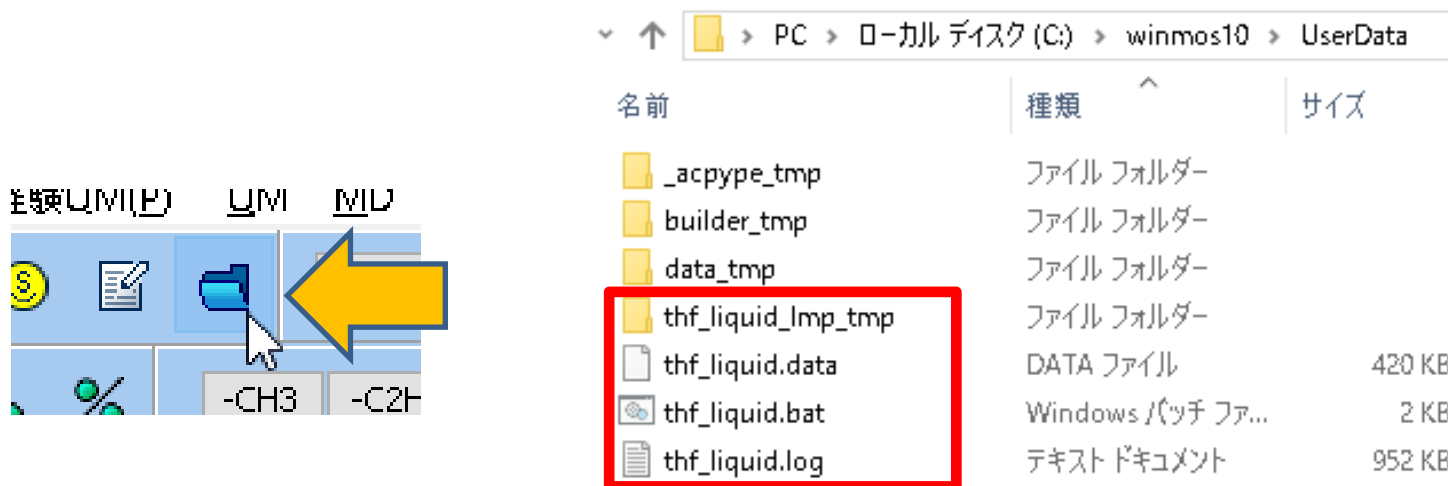 験QM(P) QM MD
-CH3 -C2H
PC > ローカル ディスク (C:) > winmos10 > UserData
名前 種類 サイズ
_acpype_tmp ファイル フォルダー
builder_tmp ファイル フォルダー
data_tmp ファイル フォルダー
thf_liquid_lmp_tmp ファイル フォルダー
thf_liquid.data DATA ファイル 420 KB
thf_liquid.bat Windows バッチ ファ... 2 KB
thf_liquid.log テキスト ドキュメント 952 KB